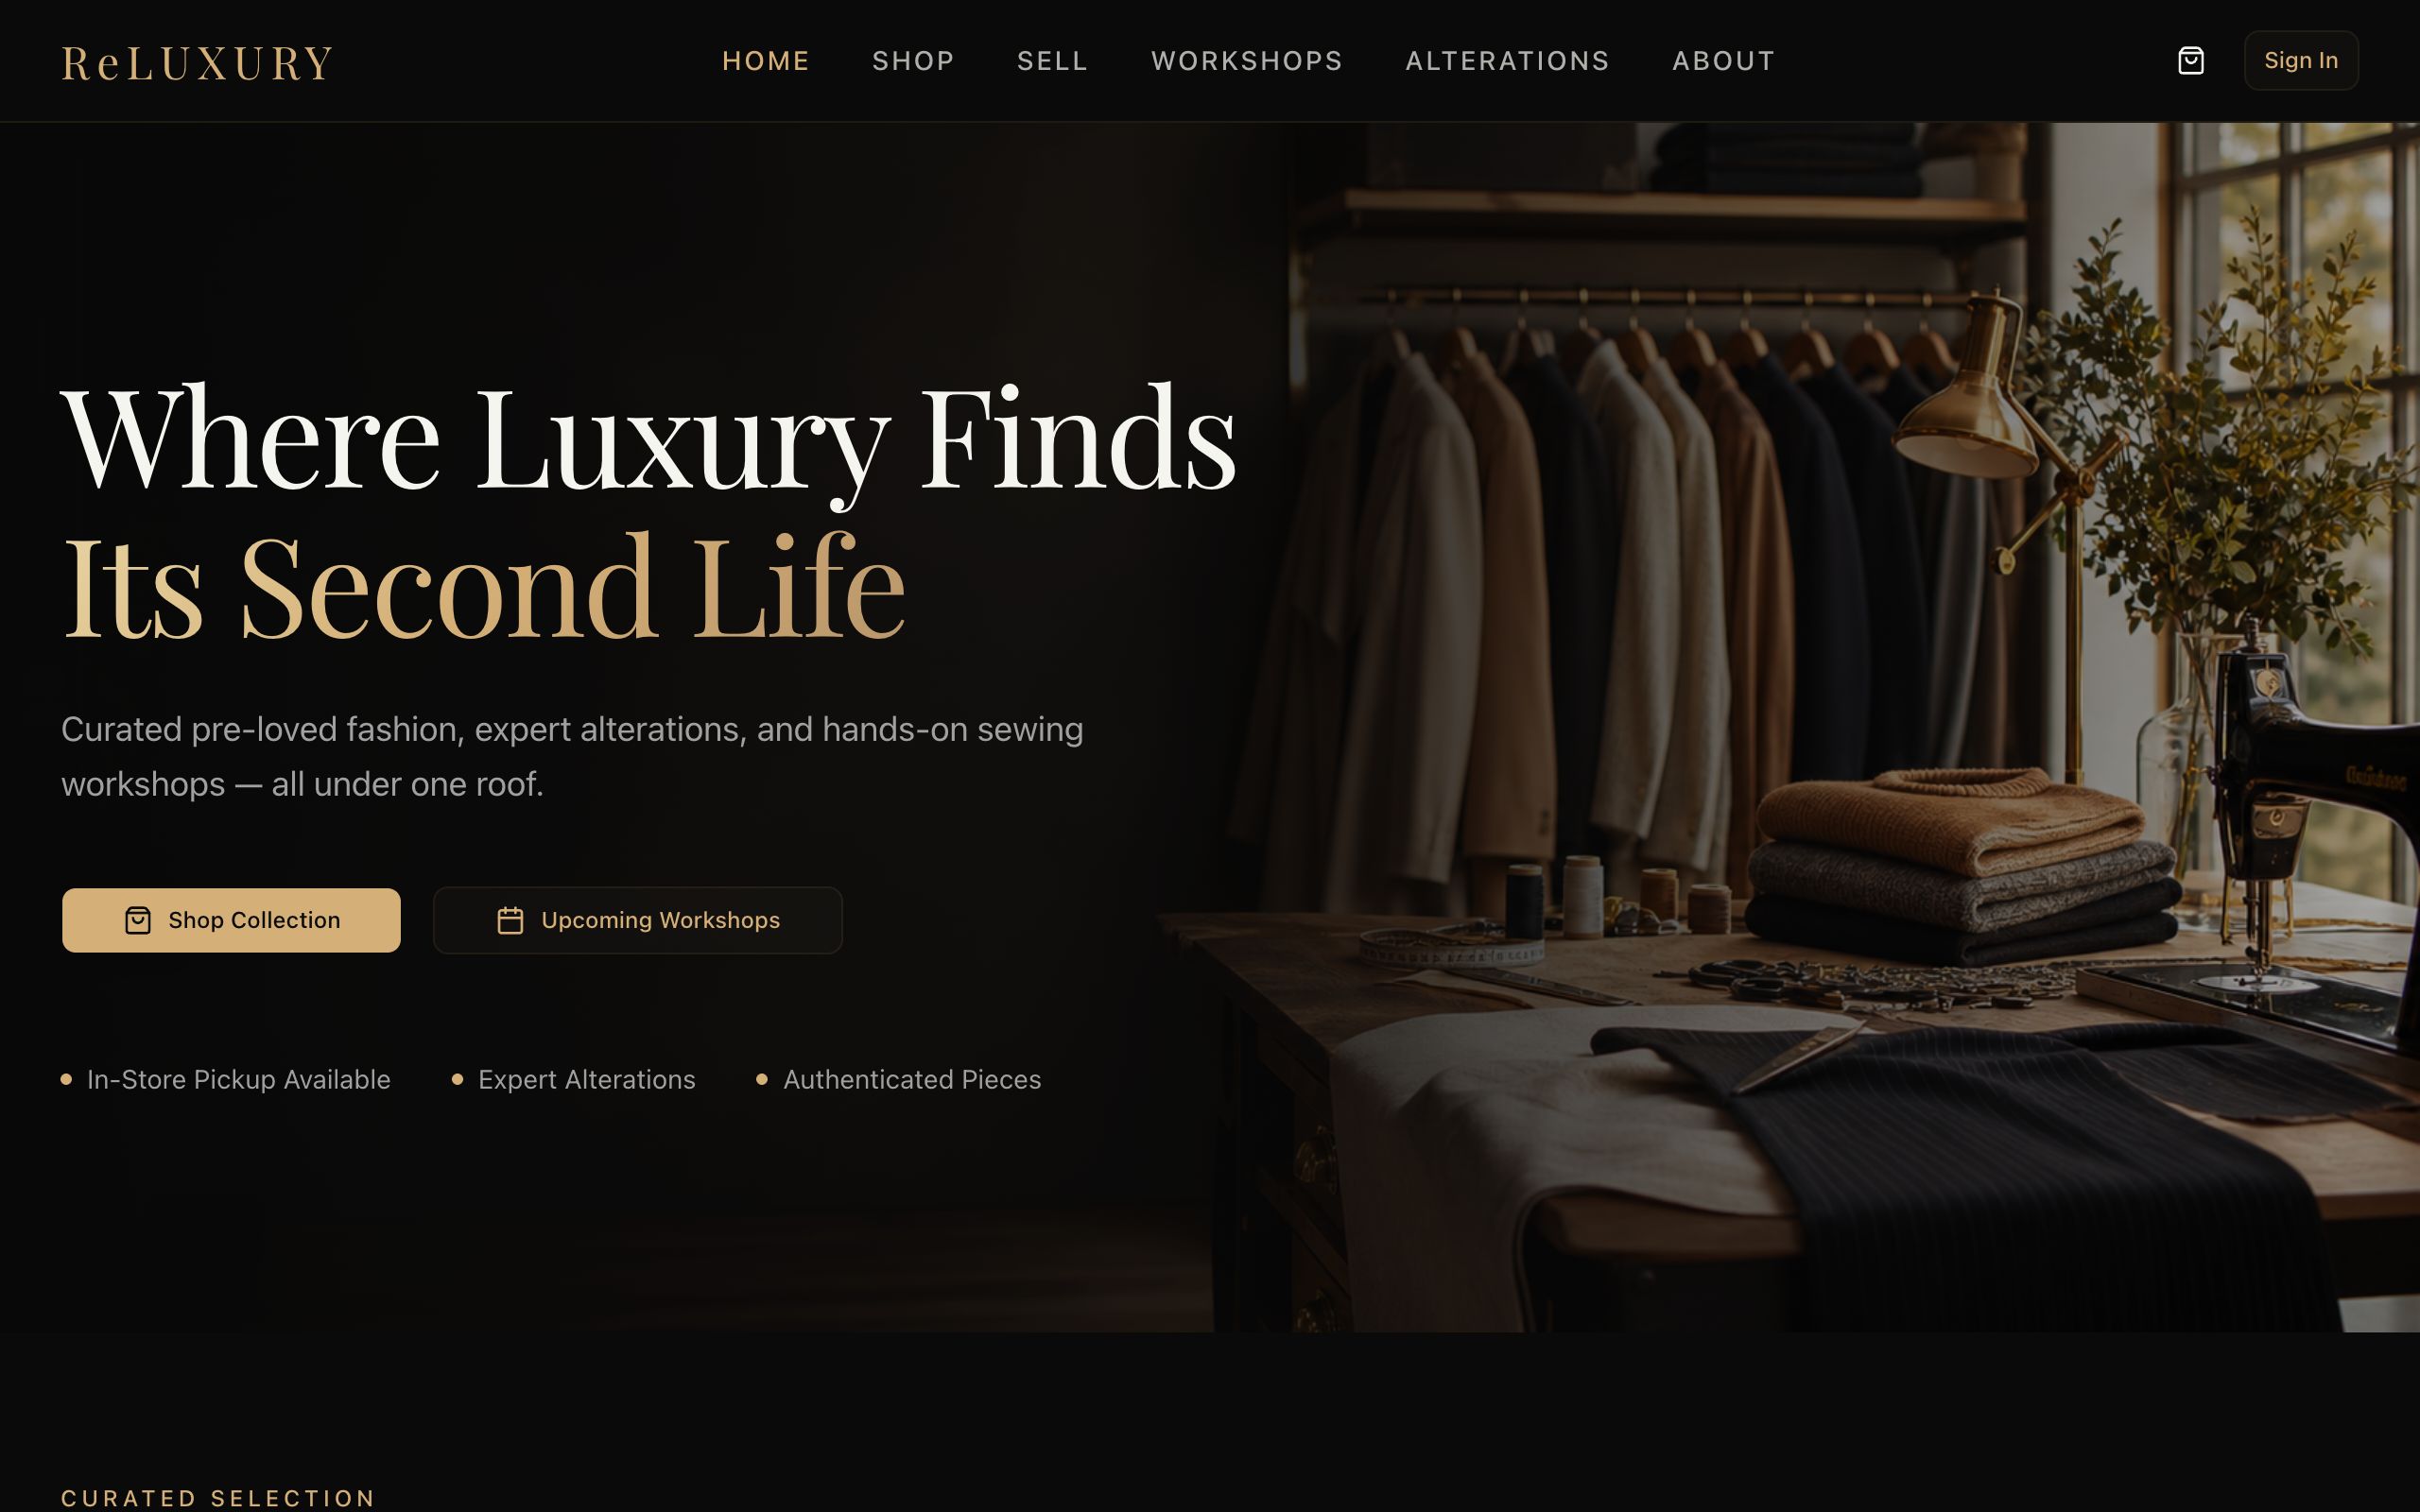 ReLUXURY
HOME
SHOP
SELL
WORKSHOPS
ALTERATIONS
ABOUT
Sign In
Where Luxury Finds
Its Second Life
Curated pre-loved fashion, expert alterations, and hands-on sewing
workshops — all under one roof.
Shop Collection
Upcoming Workshops
In-Store Pickup Available
Expert Alterations
Authenticated Pieces
CURATED SELECTION